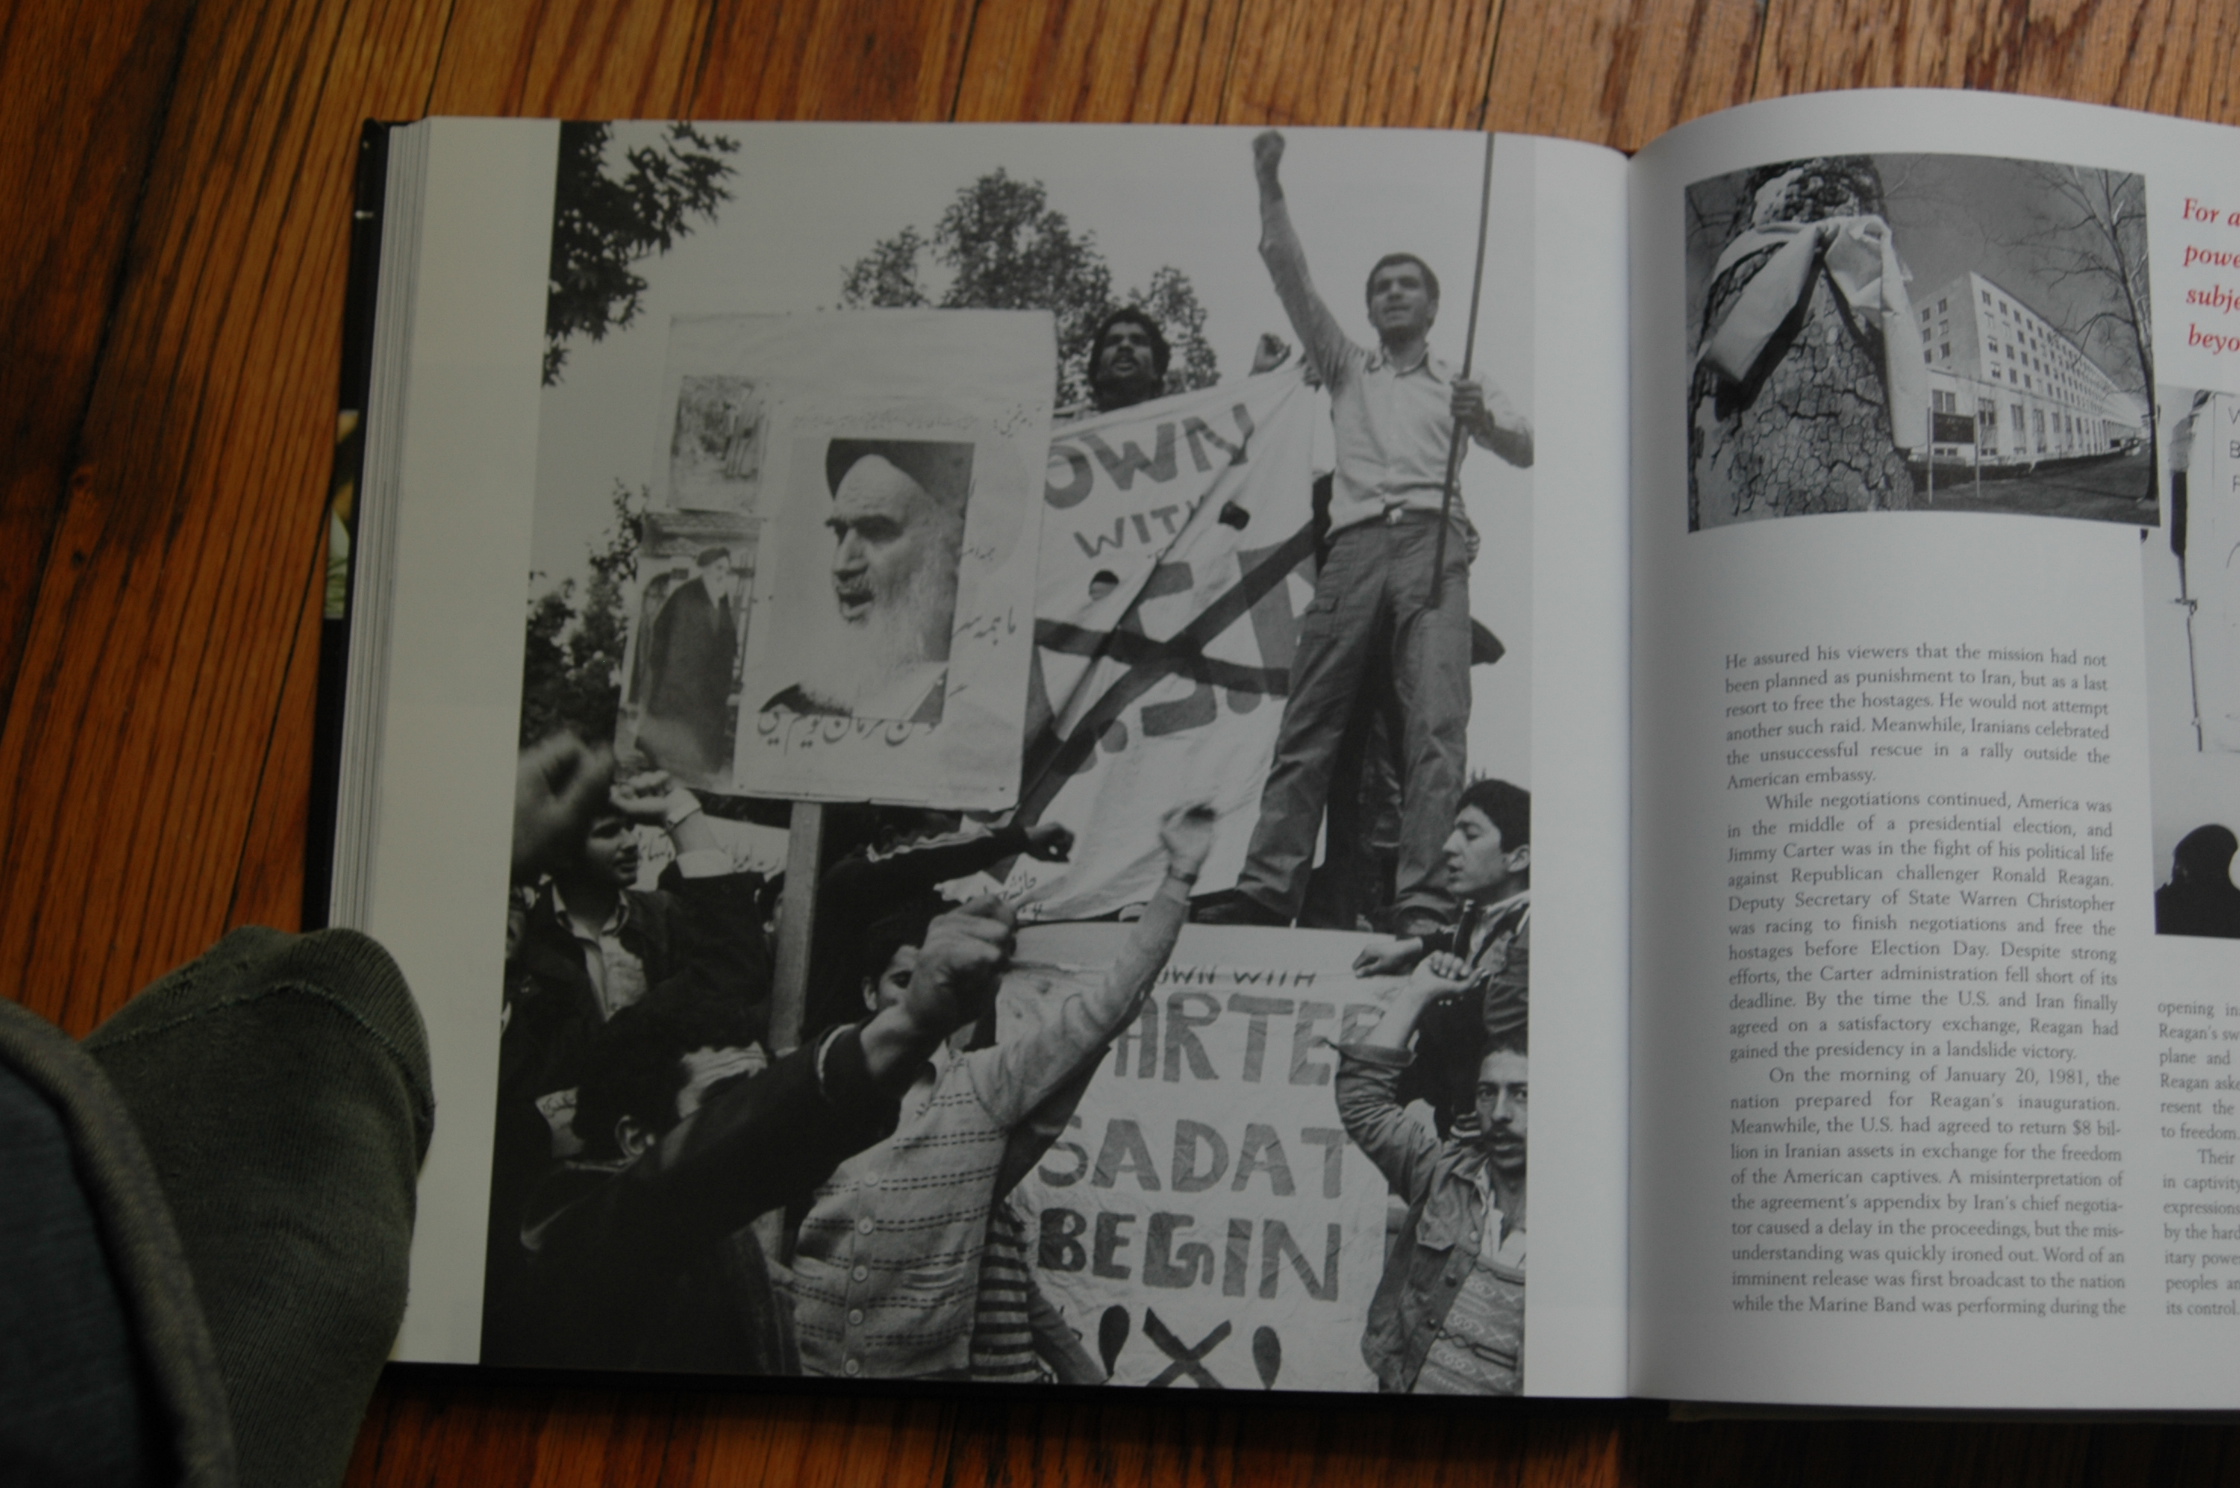 For a
powe
subje
beyo
He assured his viewers that the mission had not
been planned as punishment to Iran, but as a last
resort to free the hostages. He would not attempt
another such raid. Meanwhile, Iranians celebrated
the unsuccessful rescue in a rally outside the
American embassy.
While negotiations continued, America was
in the middle of a presidential election, and
Jimmy Carter was in the fight of his political life
against Republican challenger Ronald Reagan.
Deputy Secretary of State Warren Christopher
was racing to finish negotiations and free the
hostages before Election Day. Despite strong
efforts, the Carter administration fell short of its
deadline. By the time the U.S. and Iran finally
agreed on a satisfactory exchange, Reagan had
gained the presidency in a landslide victory.
On the morning of January 20, 1981, the
nation prepared for Reagan's inauguration.
Meanwhile, the U.S. had agreed to return $8 bil-
lion in Iranian assets in exchange for the freedom
of the American captives. A misinterpretation of
the agreement's appendix by Iran's chief negotia-
tor caused a delay in the proceedings, but the mis-
understanding was quickly ironed out. Word of an
imminent release was first broadcast to the nation
while the Marine Band was performing during the
opening in
Reagan's sw
plane and
Reagan aske
resent the
to freedom.
Their
in captivity
expressions
by the hard
itary powe
peoples an
its control.
OWN
WIT
U.S.
OWN WITH
ARTER
SADAT
BEGIN